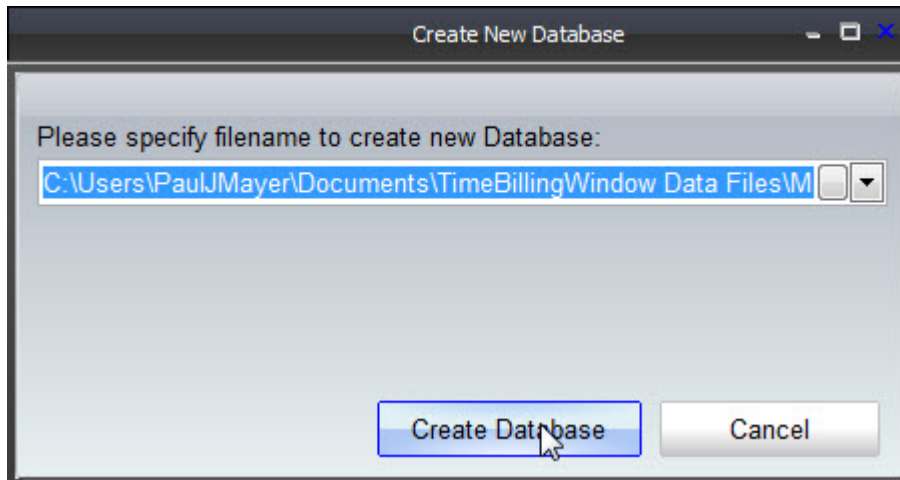 Create New Database
Please specify filename to create new Database:
C:\Users\PaulJMayer\Documents\TimeBillingWindow Data Files\M
Create Database
Cancel